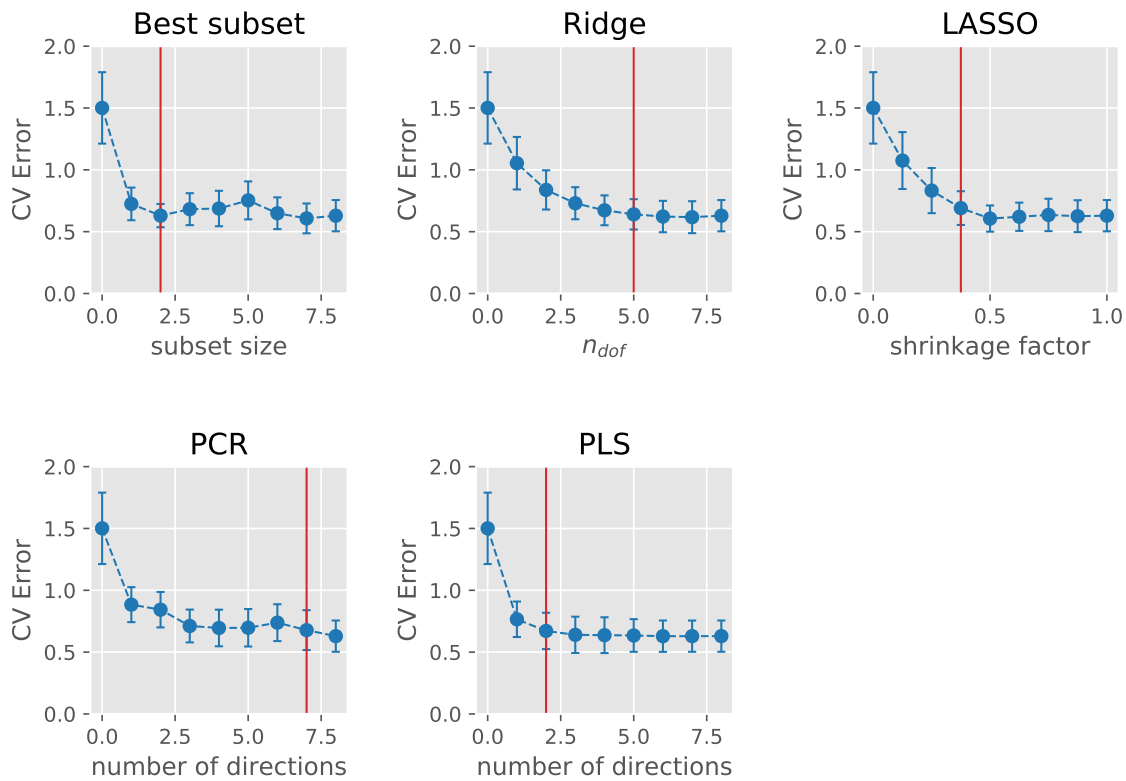 Best subset
2.0
1.5
1.0
0.5
0.0
CV Error
0.0 2.5 5.0 7.5
subset size
Ridge
2.0
1.5
1.0
0.5
0.0
CV Error
0.0 2.5 5.0 7.5
n_dof
LASSO
2.0
1.5
1.0
0.5
0.0
CV Error
0.0 0.5 1.0
shrinkage factor
PCR
2.0
1.5
1.0
0.5
0.0
CV Error
0.0 2.5 5.0 7.5
number of directions
PLS
2.0
1.5
1.0
0.5
0.0
CV Error
0.0 2.5 5.0 7.5
number of directions